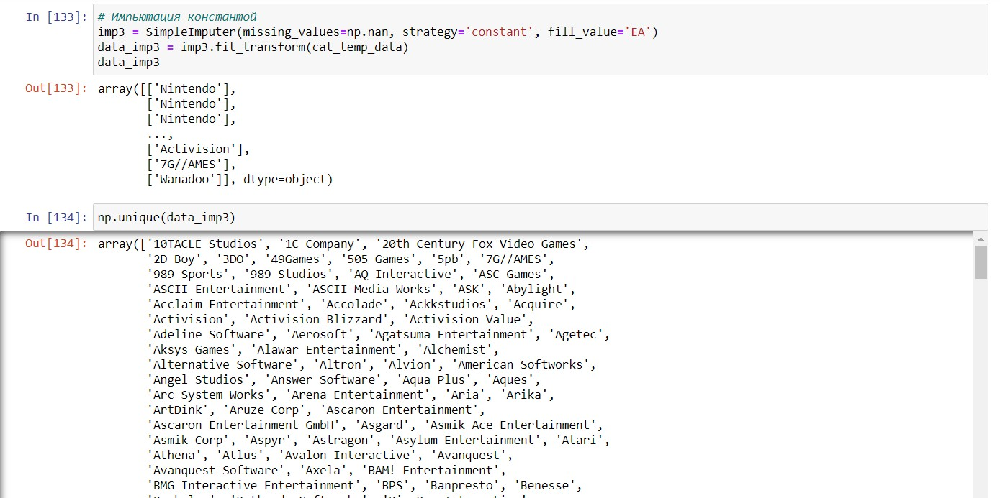 In [133]: # Импьютация константой
imp3 = SimpleImputer(missing_values=np.nan, strategy='constant', fill_value='EA')
data_imp3 = imp3.fit_transform(cat_temp_data)
data_imp3
Out[133]: array([['Nintendo'],
['Nintendo'],
['Nintendo'],
...,
['Activision'],
['7G//AMES'],
['Wanadoo']], dtype=object)
In [134]: np.unique(data_imp3)
Out[134]: array(['10TACLE Studios', '1C Company', '20th Century Fox Video Games',
'2D Boy', '3DO', '49Games', '505 Games', '5pb', '7G//AMES',
'989 Sports', '989 Studios', 'AQ Interactive', 'ASC Games',
'ASCII Entertainment', 'ASCII Media Works', 'ASK', 'Abylight',
'Acclaim Entertainment', 'Accolade', 'Ackkstudios', 'Acquire',
'Activision', 'Activision Blizzard', 'Activision Value',
'Adeline Software', 'Aerosoft', 'Agatsuma Entertainment', 'Agetec',
'Aksys Games', 'Alawar Entertainment', 'Alchemist',
'Alternative Software', 'Altron', 'Alvion', 'American Softworks',
'Angel Studios', 'Answer Software', 'Aqua Plus', 'Aques',
'Arc System Works', 'Arena Entertainment', 'Aria', 'Arika',
'ArtDink', 'Aruze Corp', 'Ascaron Entertainment',
'Ascaron Entertainment GmbH', 'Asgard', 'Asmik Ace Entertainment',
'Asmik Corp', 'Aspyr', 'Astragon', 'Asylum Entertainment', 'Atari',
'Athena', 'Atlus', 'Avalon Interactive', 'Avanquest',
'Avanquest Software', 'Axela', 'BAM! Entertainment',
'BMG Interactive Entertainment', 'BPS', 'Banpresto', 'Benesse',